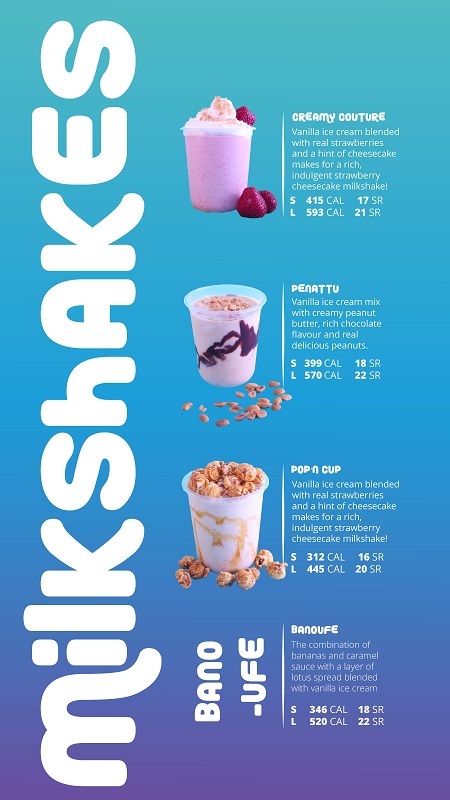 milkshakes
CREAMY COUTURE
Vanilla ice cream blended
with real strawberries
and a hint of cheesecake
makes for a rich,
indulgent strawberry
cheesecake milkshake!
S 415 CAL 17 SR
L 593 CAL 21 SR
PENATTU
Vanilla ice cream mix
with creamy peanut
butter, rich chocolate
flavour and real
delicious peanuts.
S 399 CAL 18 SR
L 570 CAL 22 SR
POP'N CUP
Vanilla ice cream blended
with real strawberries
and a hint of cheesecake
makes for a rich,
indulgent strawberry
cheesecake milkshake!
S 312 CAL 16 SR
L 445 CAL 20 SR
BANO
-UFE
BANOUFE
The combination of
bananas and caramel
sauce with a layer of
lotus spread blended
with vanilla ice cream
S 346 CAL 18 SR
L 520 CAL 22 SR